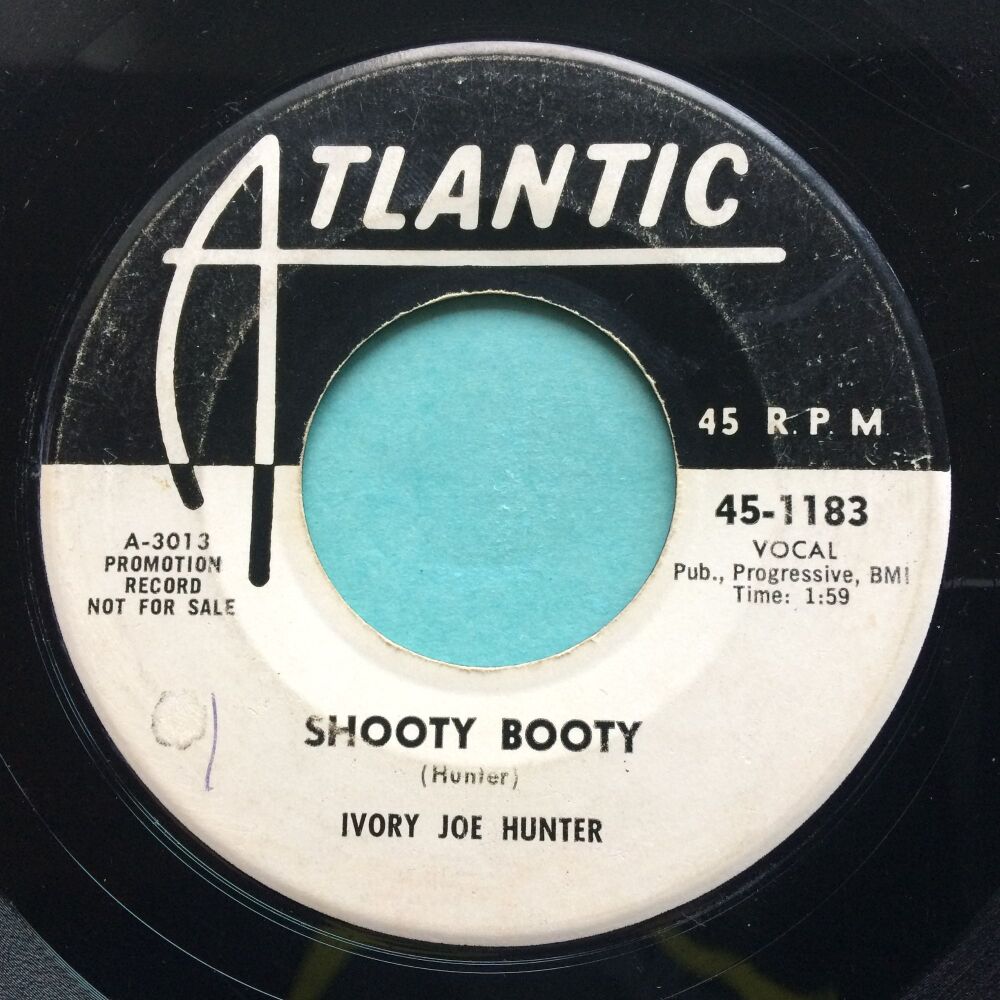 ATLANTIC
45 R.P.M.
A-3013
PROMOTION
RECORD
NOT FOR SALE
45-1183
VOCAL
Pub., Progressive, BMI
Time: 1:59
SHOOTY BOOTY
(Hunter)
IVORY JOE HUNTER